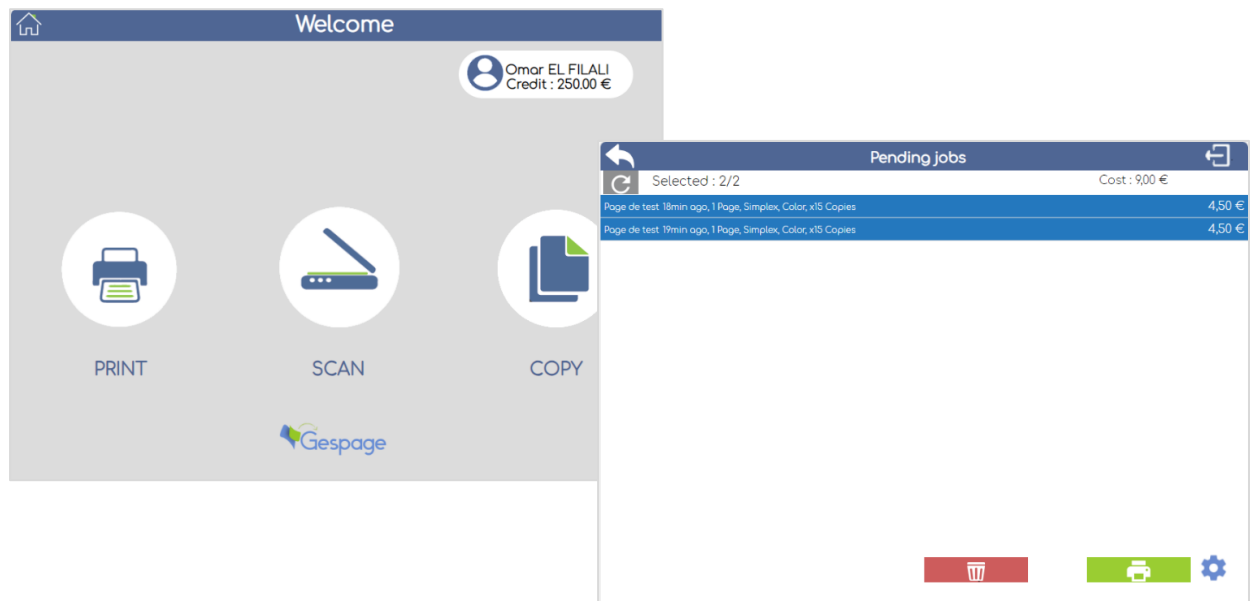 Welcome
Omar EL FILALI
Credit : 250.00 €
PRINT
SCAN
COPY
Gespage
Pending jobs
Selected : 2/2
Cost : 9,00 €
Page de test 18min ago, 1 Page, Simplex, Color, x15 Copies
4,50 €
Page de test 19min ago, 1 Page, Simplex, Color, x15 Copies
4,50 €